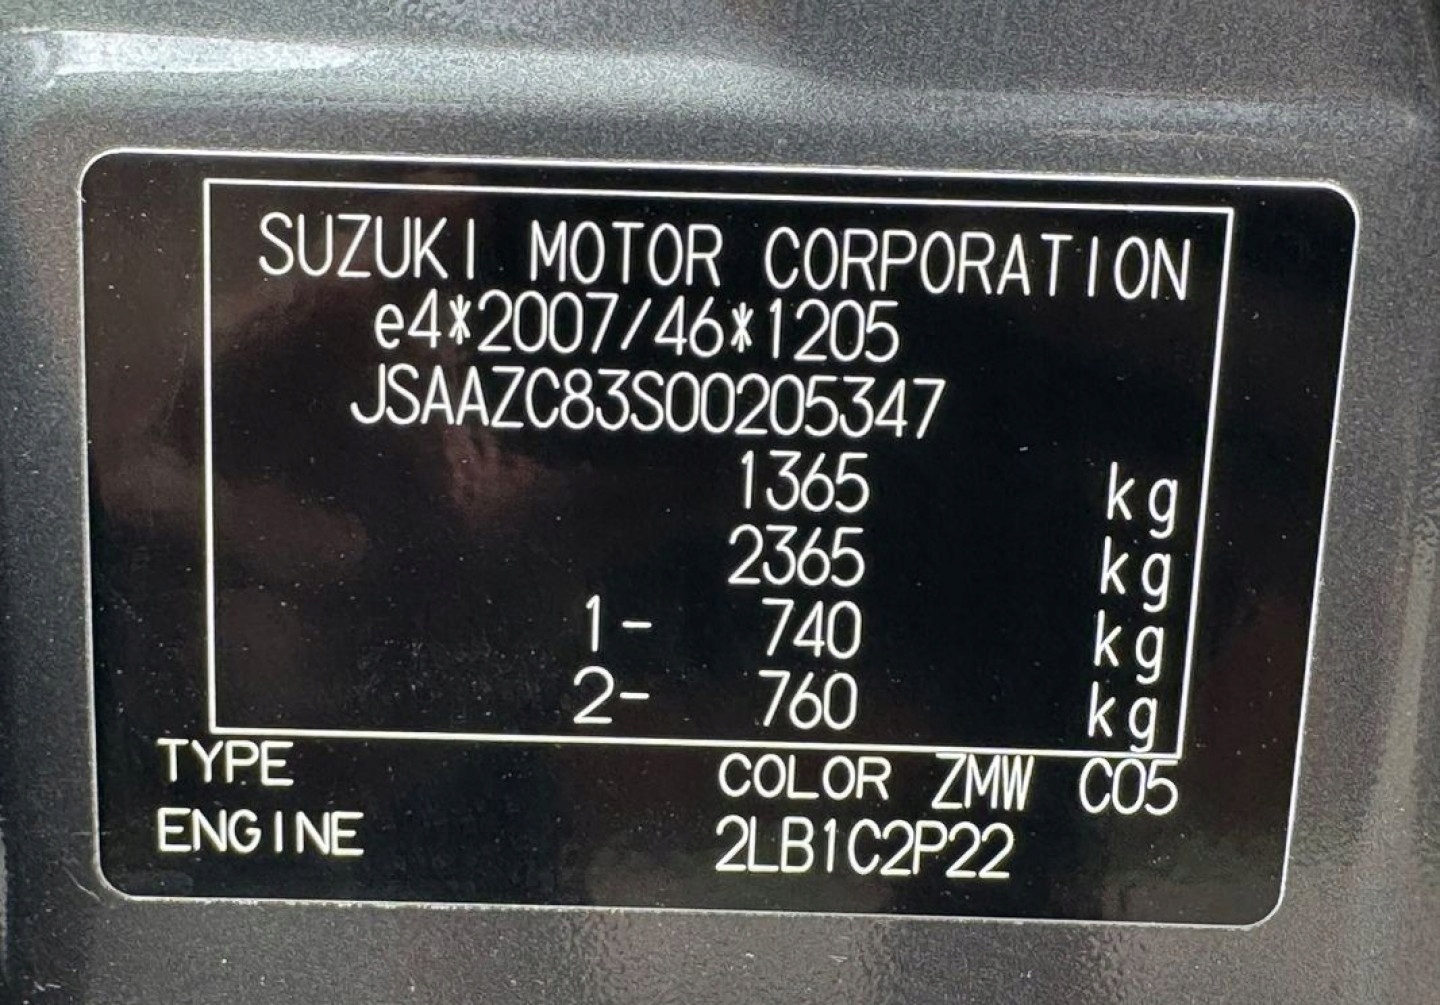 SUZUKI MOTOR CORPORATION
e4*2007/46*1205
JSAAZC83S00205347
1365 kg
2365 kg
1- 740 kg
2- 760 kg
TYPE COLOR ZMW C05
ENGINE 2LB1C2P22